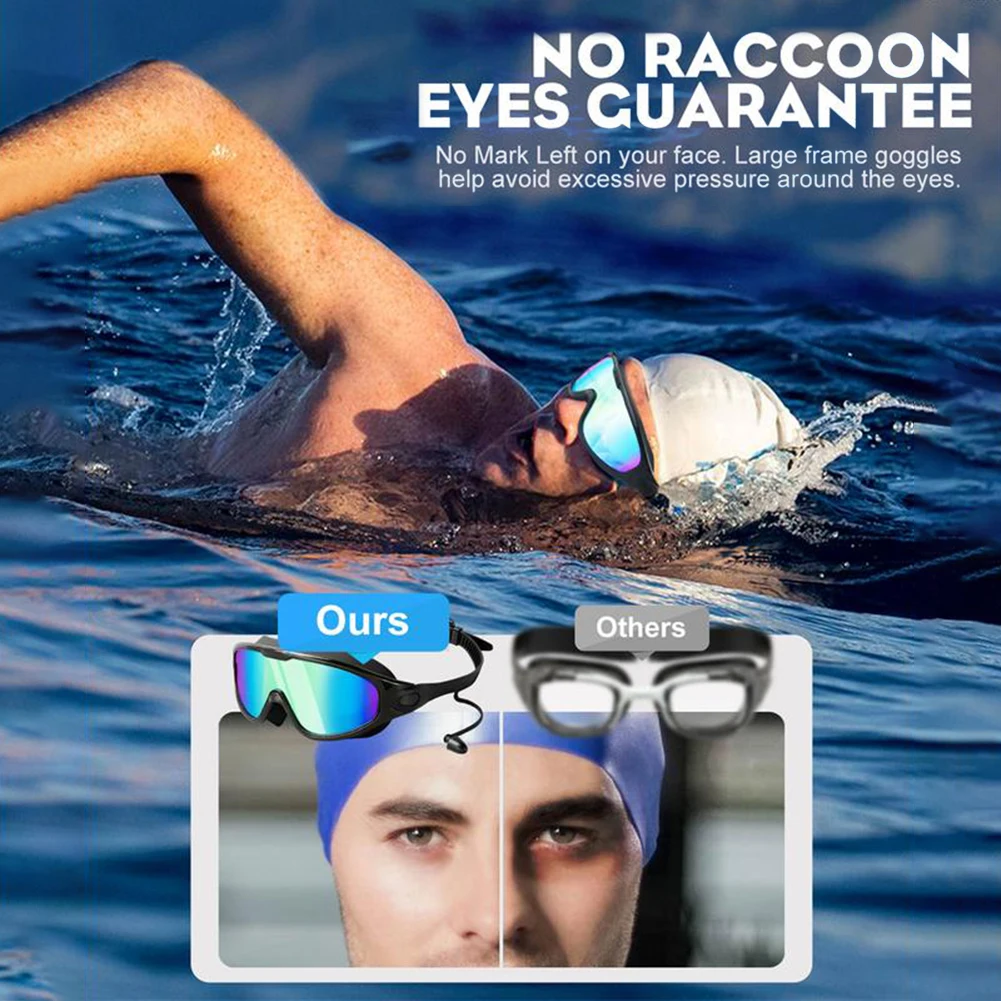 NO RACCOON
EYES GUARANTEE
No Mark Left on your face. Large frame goggles
help avoid excessive pressure around the eyes.
Ours
Others